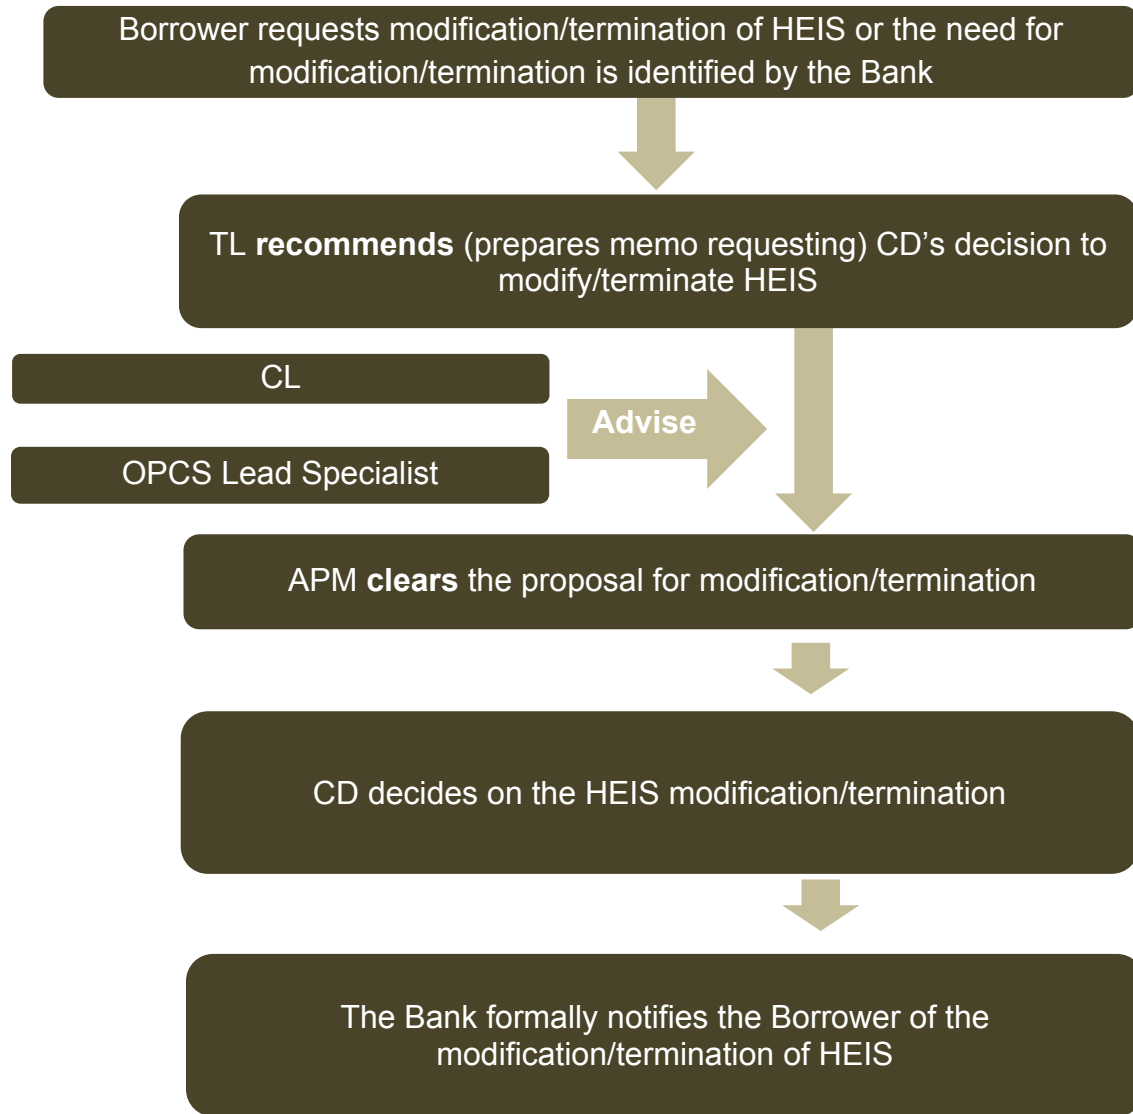 Borrower requests modification/termination of HEIS or the need for
modification/termination is identified by the Bank
TL recommends (prepares memo requesting) CD’s decision to
modify/terminate HEIS
CL
Advise
OPCS Lead Specialist
APM clears the proposal for modification/termination
CD decides on the HEIS modification/termination
The Bank formally notifies the Borrower of the
modification/termination of HEIS